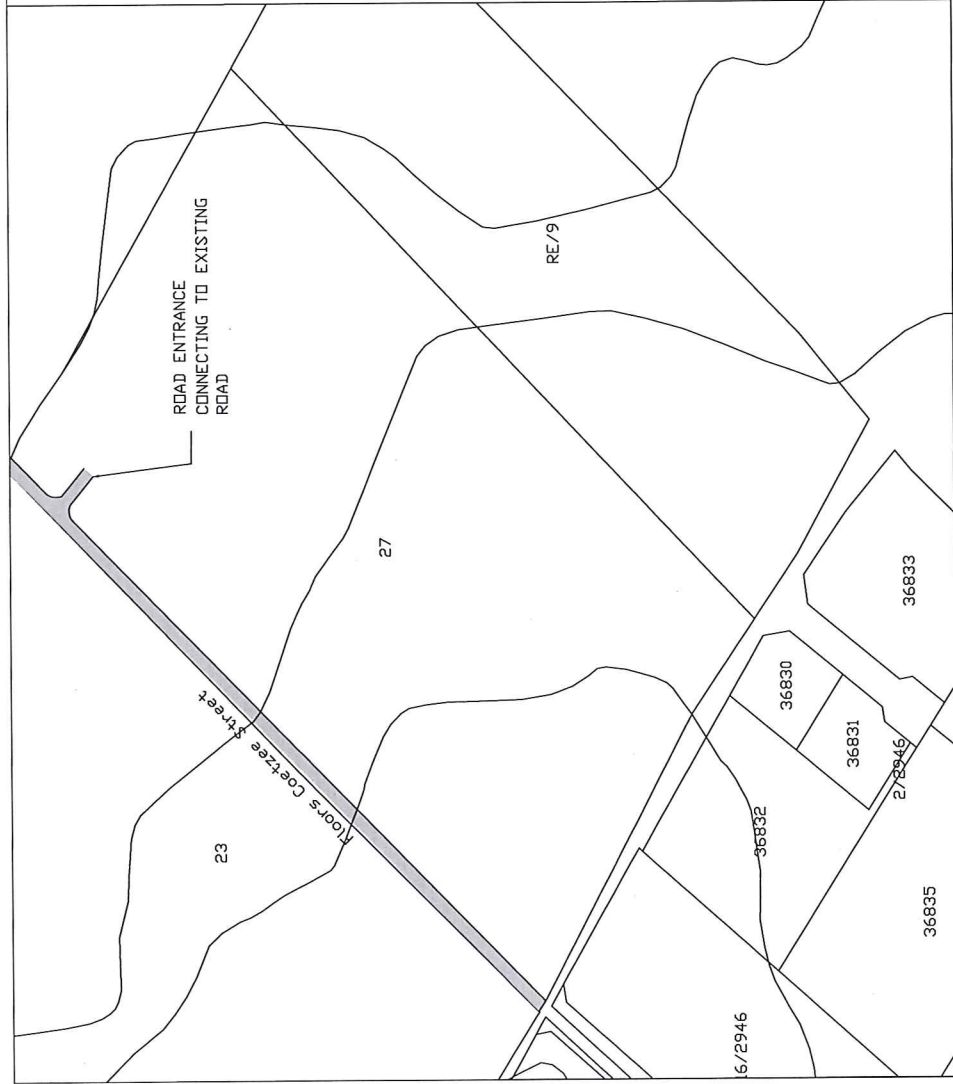 ROAD ENTRANCE
CONNECTING TO EXISTING
ROAD
RE/9
27
Floors Coetzee Street
23
36833
36830
36831
2/2946
36832
36835
16/2946